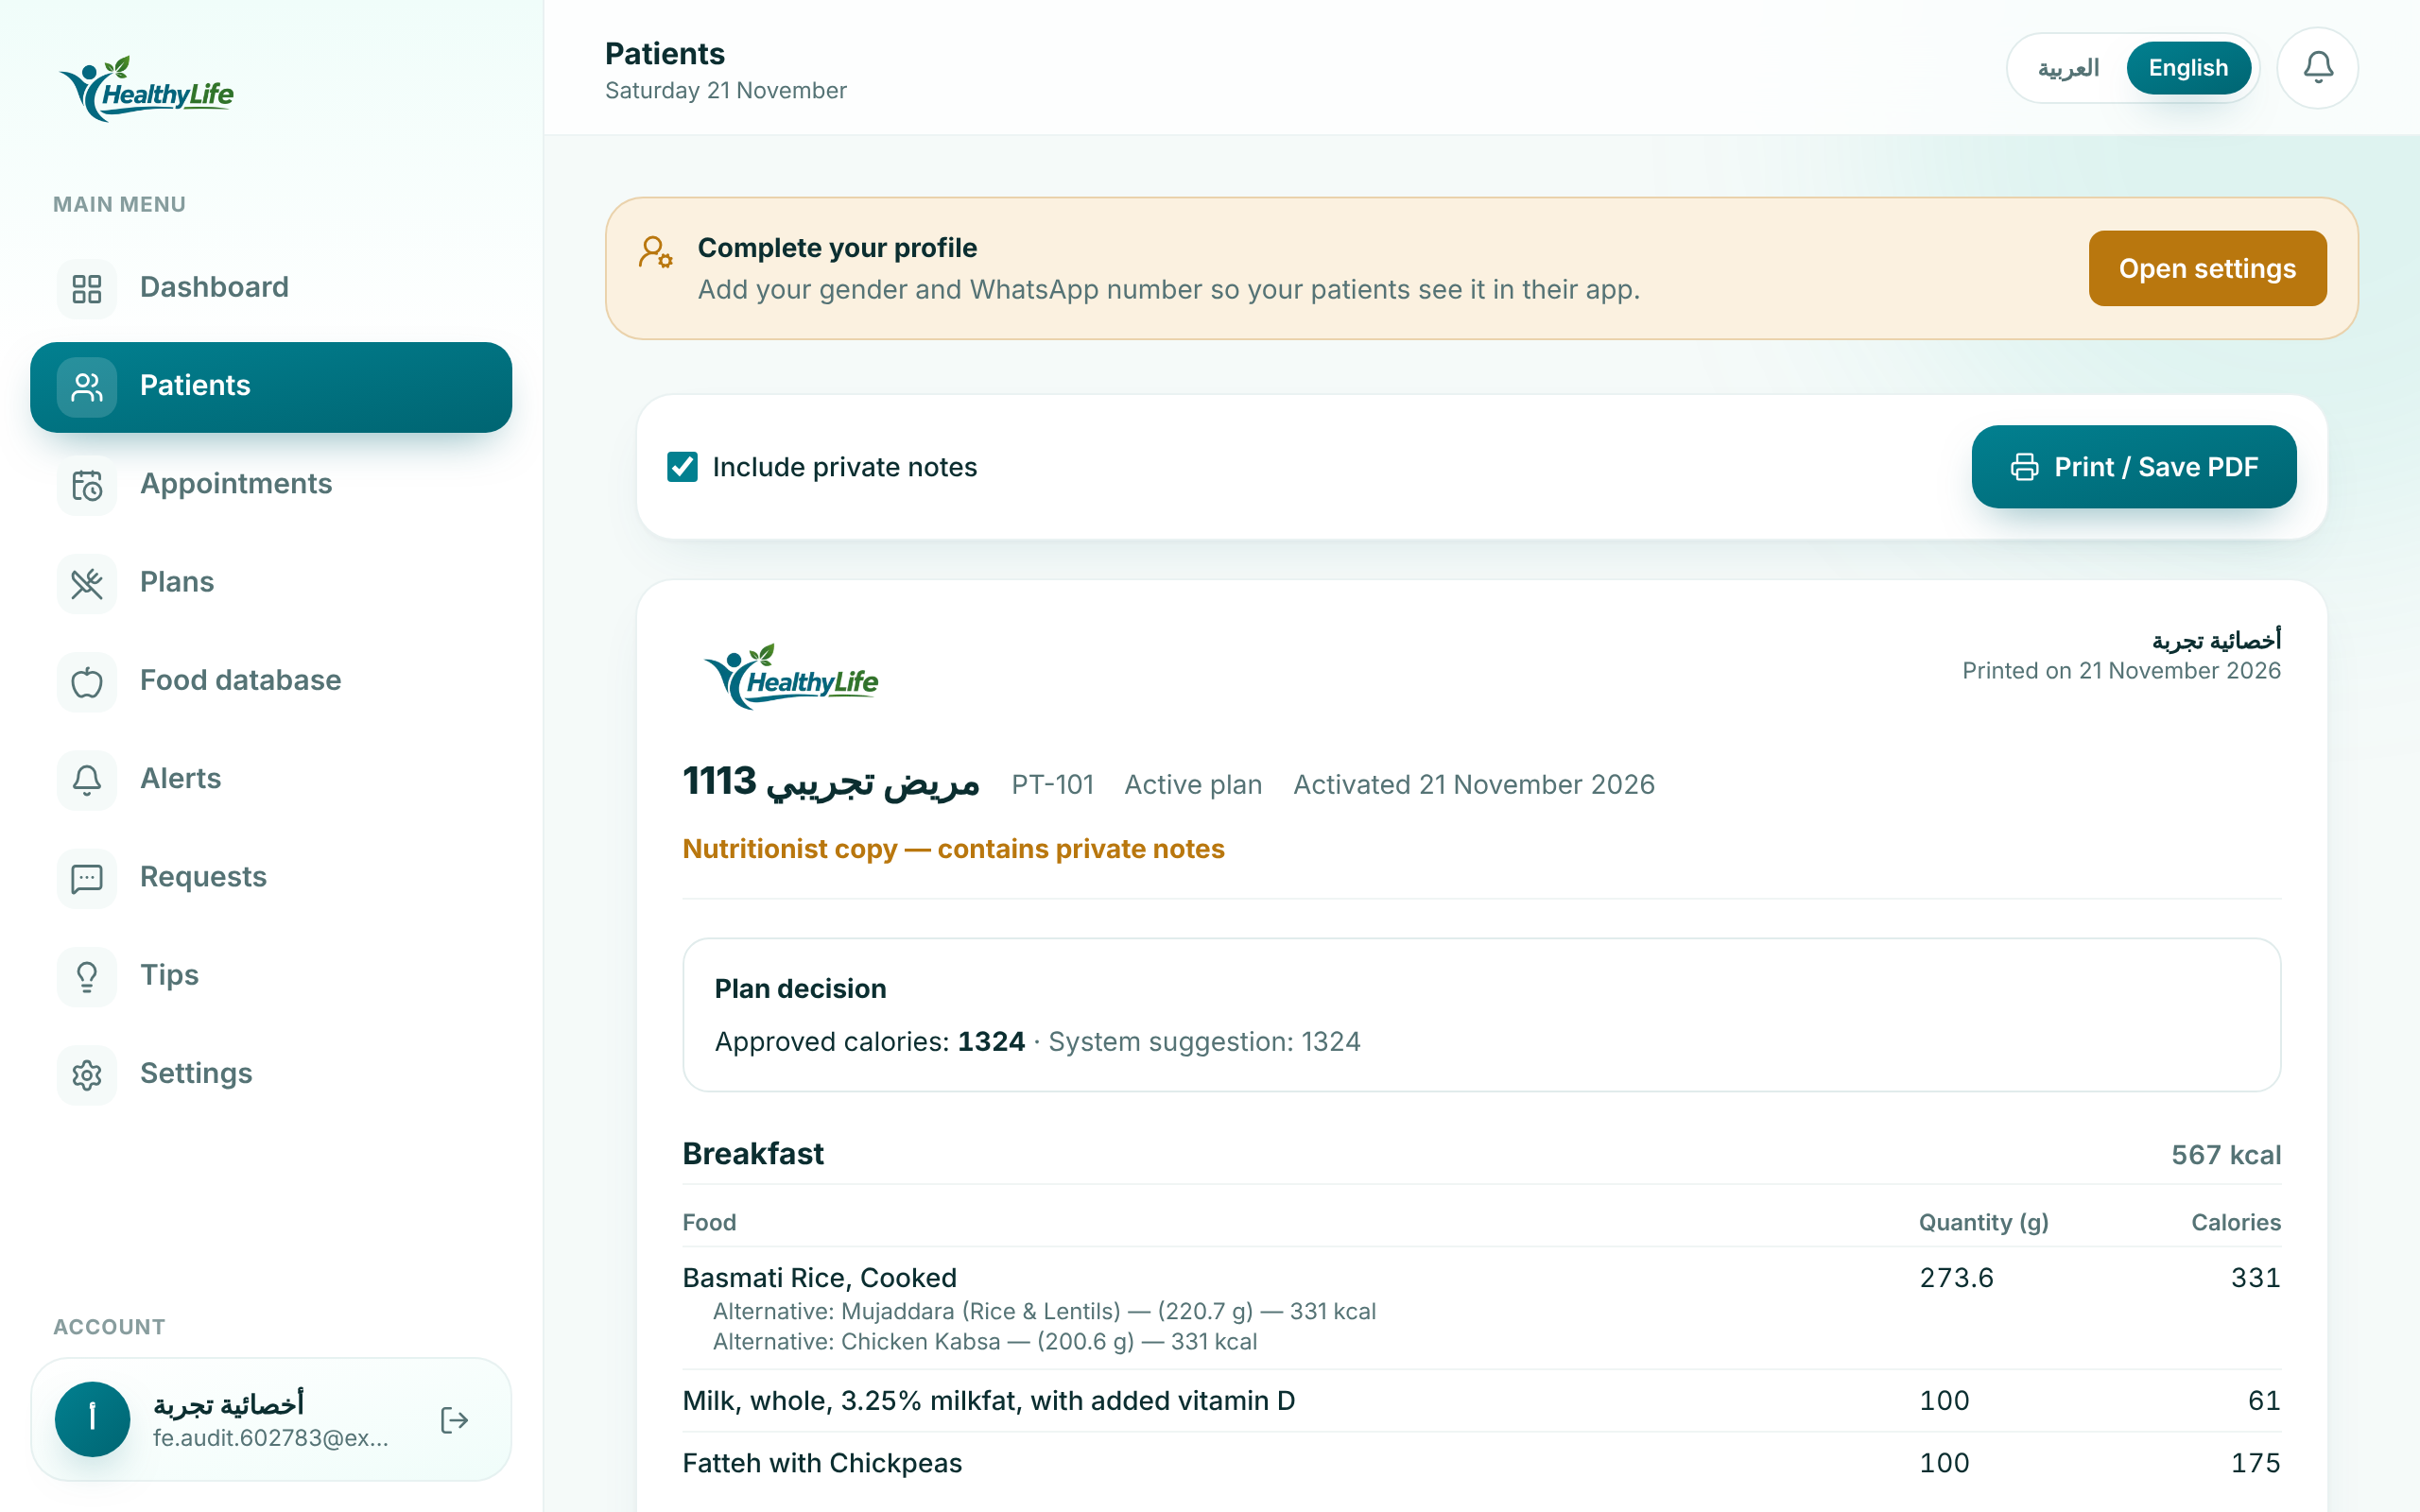 HealthyLife
MAIN MENU
Dashboard
Patients
Appointments
Plans
Food database
Alerts
Requests
Tips
Settings
ACCOUNT
أ
أخصائية تجربة
fe.audit.602783@ex...
Patients
Saturday 21 November
العربية
English
Complete your profile
Add your gender and WhatsApp number so your patients see it in their app.
Open settings
Include private notes
Print / Save PDF
HealthyLife
أخصائية تجربة
Printed on 21 November 2026
مريض تجريبي 1113 PT-101 Active plan Activated 21 November 2026
Nutritionist copy — contains private notes
Plan decision
Approved calories: 1324 · System suggestion: 1324
Breakfast 567 kcal
Food Quantity (g) Calories
Basmati Rice, Cooked 273.6 331
Alternative: Mujaddara (Rice & Lentils) — (220.7 g) — 331 kcal
Alternative: Chicken Kabsa — (200.6 g) — 331 kcal
Milk, whole, 3.25% milkfat, with added vitamin D 100 61
Fatteh with Chickpeas 100 175